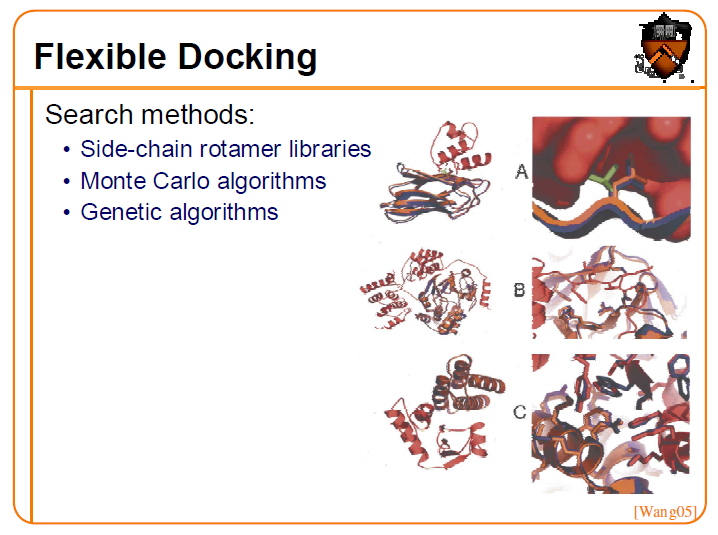 Flexible Docking
Search methods:
• Side-chain rotamer libraries
• Monte Carlo algorithms
• Genetic algorithms
A
B
C
[Wang05]